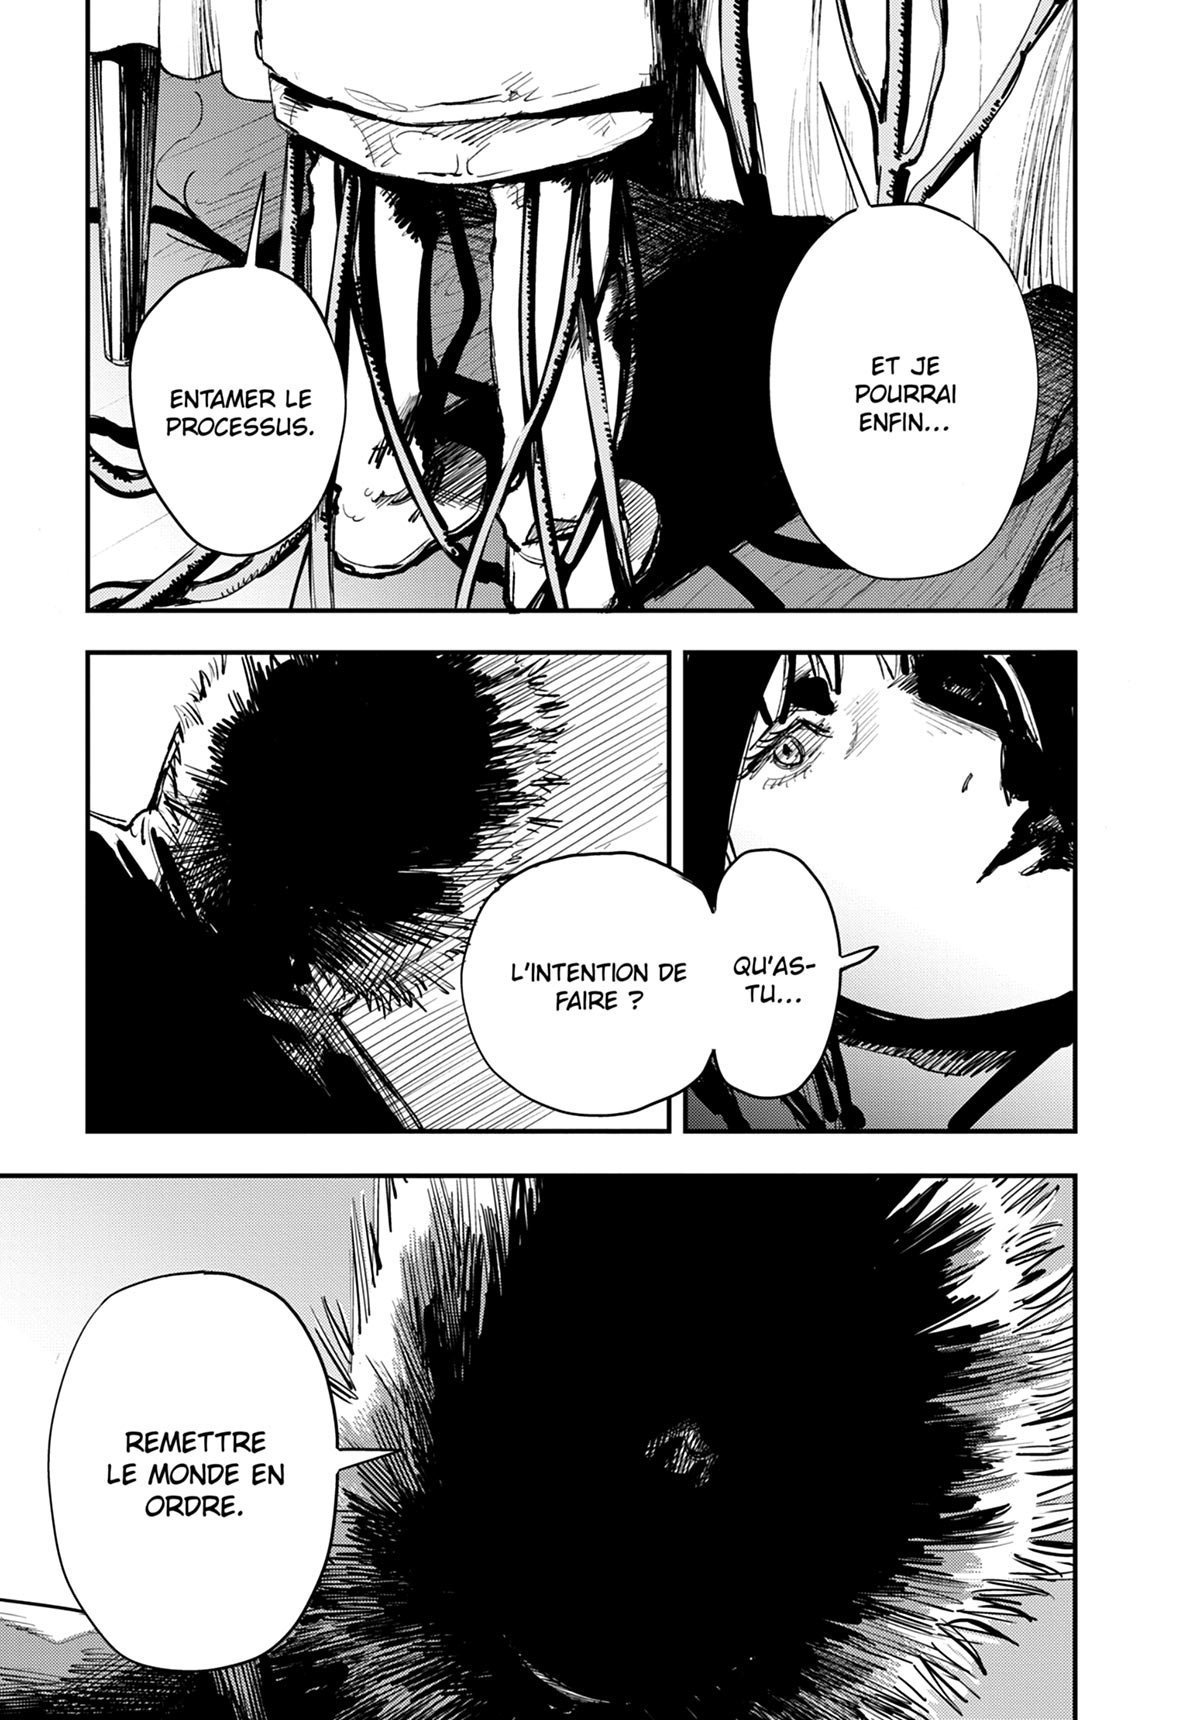 ET JE
POURRAI
ENFIN...
ENTAMER LE
PROCESSUS.
QU'AS-
TU...
L'INTENTION DE
FAIRE ?
REMETTRE
LE MONDE EN
ORDRE.